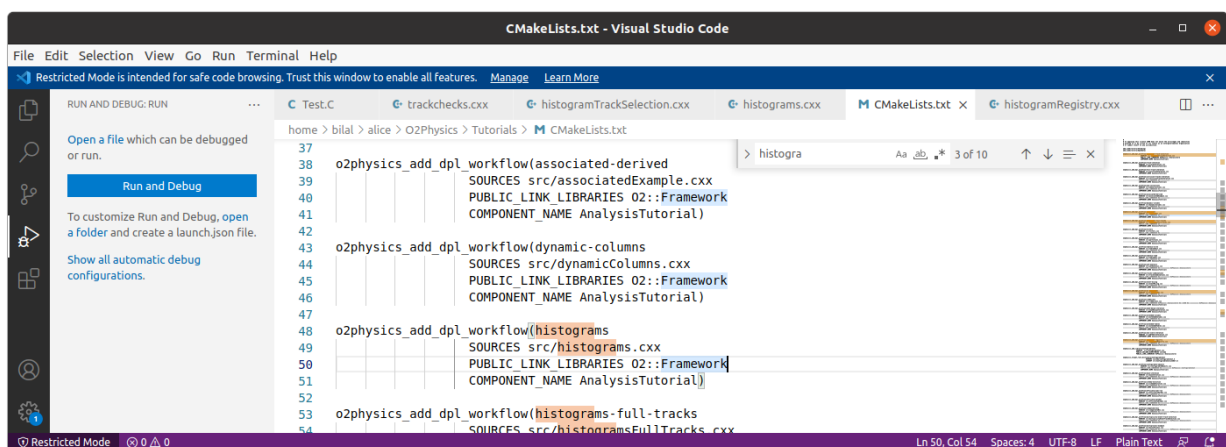 CMakeLists.txt - Visual Studio Code
File Edit Selection View Go Run Terminal Help
Restricted Mode is intended for safe code browsing. Trust this window to enable all features. Manage Learn More
RUN AND DEBUG: RUN ...
Test.C trackchecks.cxx histogramTrackSelection.cxx histograms.cxx CMakeLists.txt histogramRegistry.cxx
home > bilal > alice > O2Physics > Tutorials > CMakeLists.txt
Open a file which can be debugged
or run.
Run and Debug
To customize Run and Debug, open
a folder and create a launch.json file.
Show all automatic debug
configurations.
histogra Aa ab .* 3 of 10
37
38 o2physics_add_dpl_workflow(associated-derived
39 SOURCES src/associatedExample.cxx
40 PUBLIC_LINK_LIBRARIES O2::Framework
41 COMPONENT_NAME AnalysisTutorial)
42
43 o2physics_add_dpl_workflow(dynamic-columns
44 SOURCES src/dynamicColumns.cxx
45 PUBLIC_LINK_LIBRARIES O2::Framework
46 COMPONENT_NAME AnalysisTutorial)
47
48 o2physics_add_dpl_workflow(histograms
49 SOURCES src/histograms.cxx
50 PUBLIC_LINK_LIBRARIES O2::Framework
51 COMPONENT_NAME AnalysisTutorial)
52
53 o2physics_add_dpl_workflow(histograms-full-tracks
54 SOURCES src/histogramsFullTracks.cxx
1
Restricted Mode 0 0 Ln 50, Col 54 Spaces: 4 UTF-8 LF Plain Text